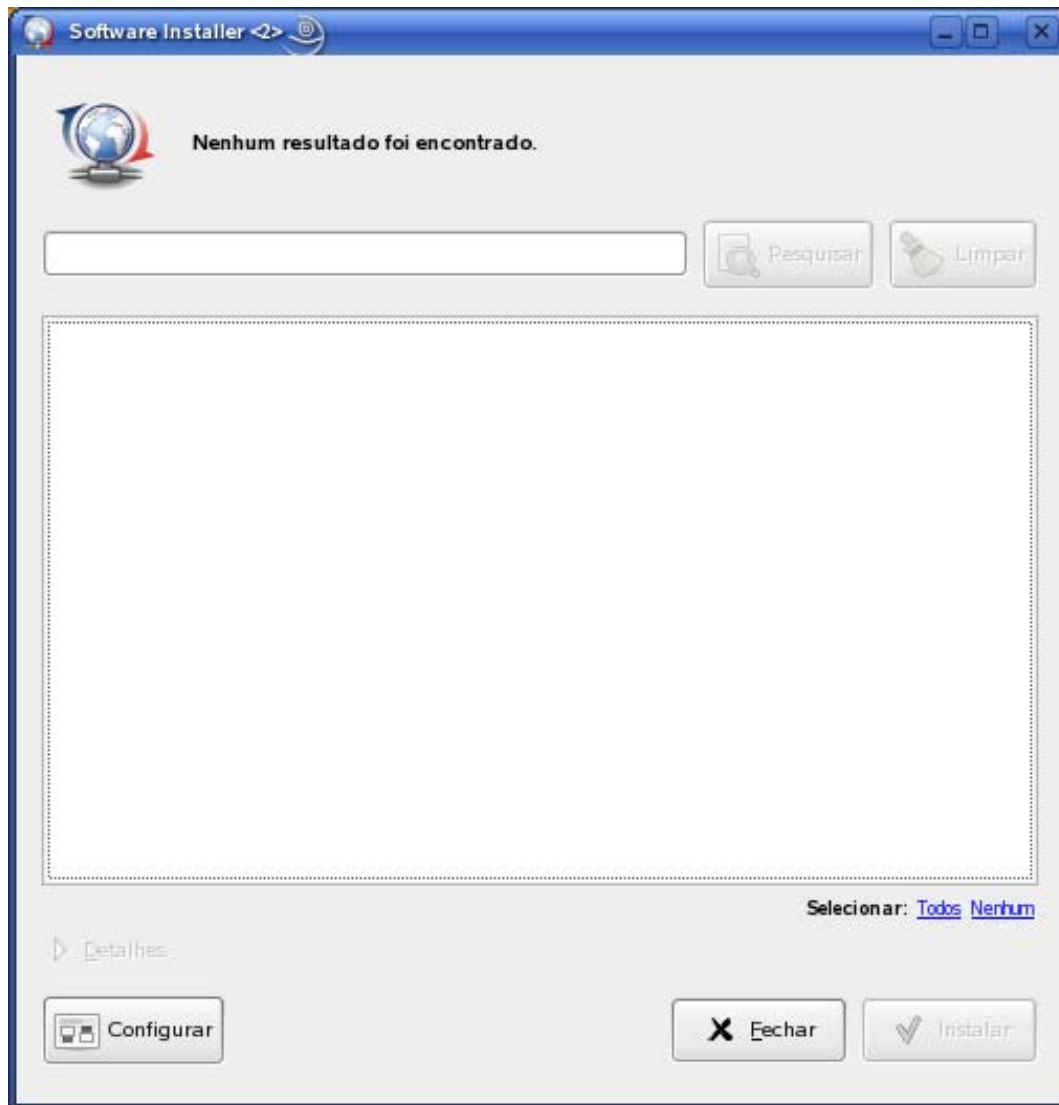 Software Installer <2>
Nenhum resultado foi encontrado.
Pesquisar
Limpar
Selecionar: Todos Nenhum
Detalhes
Configurar
Fechar
Instalar